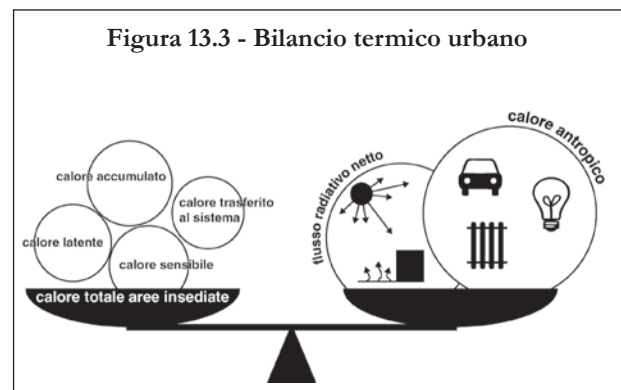 Figura 13.3 - Bilancio termico urbano
calore accumulato
calore trasferito
al sistema
calore latente
calore sensibile
calore totale aree insediate
flusso radiativo netto
calore antropico